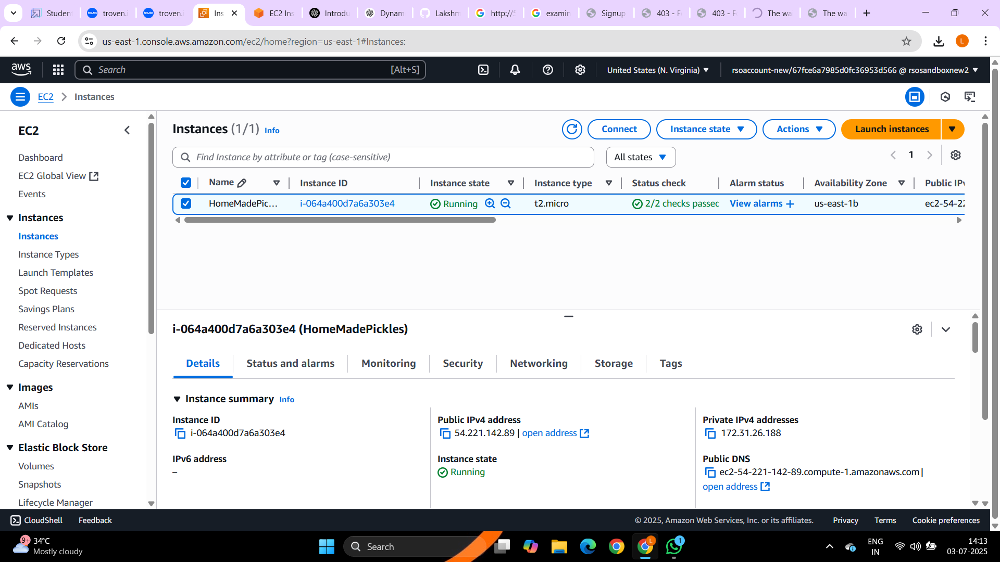 Student
troven.i
troven.i
Ins
EC2 Ins
Introdu
Dynam
Lakshm
http://5
examin
Signup
403 - Fo
403 - Fo
The wa
The wa
us-east-1.console.aws.amazon.com/ec2/home?region=us-east-1#Instances:
L
aws
Search
[Alt+S]
United States (N. Virginia)
rsoaccount-new/67fce6a7985d0fc36953d566 @ rsosandboxnew2
EC2
Instances
EC2
Dashboard
EC2 Global View
Events
Instances
Instances
Instance Types
Launch Templates
Spot Requests
Savings Plans
Reserved Instances
Dedicated Hosts
Capacity Reservations
Images
AMIs
AMI Catalog
Elastic Block Store
Volumes
Snapshots
Lifecycle Manager
Instances (1/1) Info
Connect
Instance state
Actions
Launch instances
Find Instance by attribute or tag (case-sensitive)
All states
1
Name
Instance ID
Instance state
Instance type
Status check
Alarm status
Availability Zone
Public IPv
HomeMadePic...
i-064a400d7a6a303e4
Running
t2.micro
2/2 checks passed
View alarms +
us-east-1b
ec2-54-22
i-064a400d7a6a303e4 (HomeMadePickles)
Details
Status and alarms
Monitoring
Security
Networking
Storage
Tags
Instance summary Info
Instance ID
i-064a400d7a6a303e4
Public IPv4 address
54.221.142.89 | open address
Private IPv4 addresses
172.31.26.188
IPv6 address
–
Instance state
Running
Public DNS
ec2-54-221-142-89.compute-1.amazonaws.com |
open address
CloudShell
Feedback
© 2025, Amazon Web Services, Inc. or its affiliates.
Privacy
Terms
Cookie preferences
9+
34°C
Mostly cloudy
Search
L
1
ENG
IN
14:13
03-07-2025